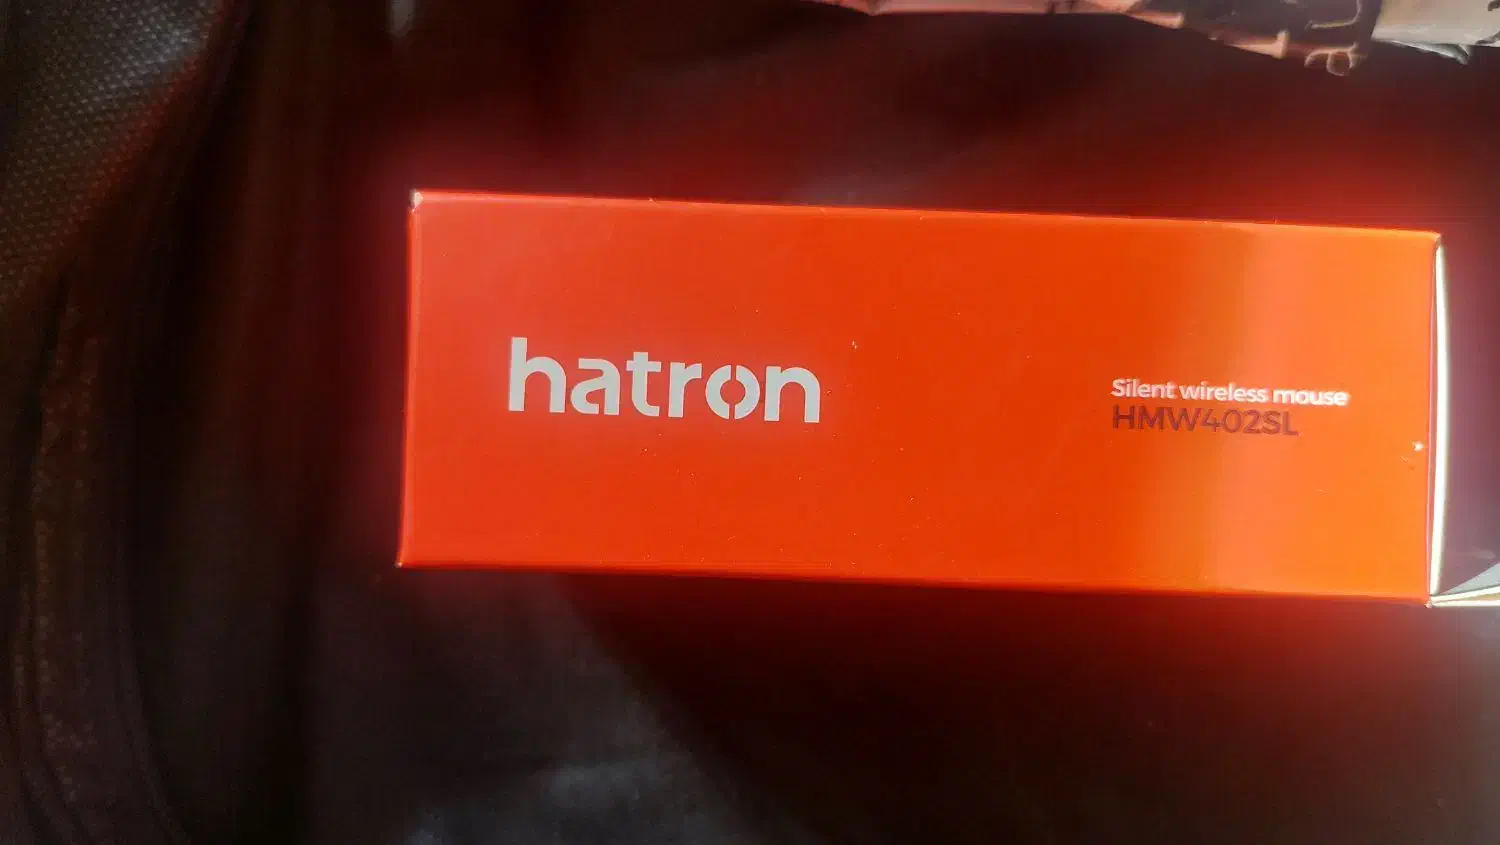 hatron
Silent wireless mouse
HMW402SL